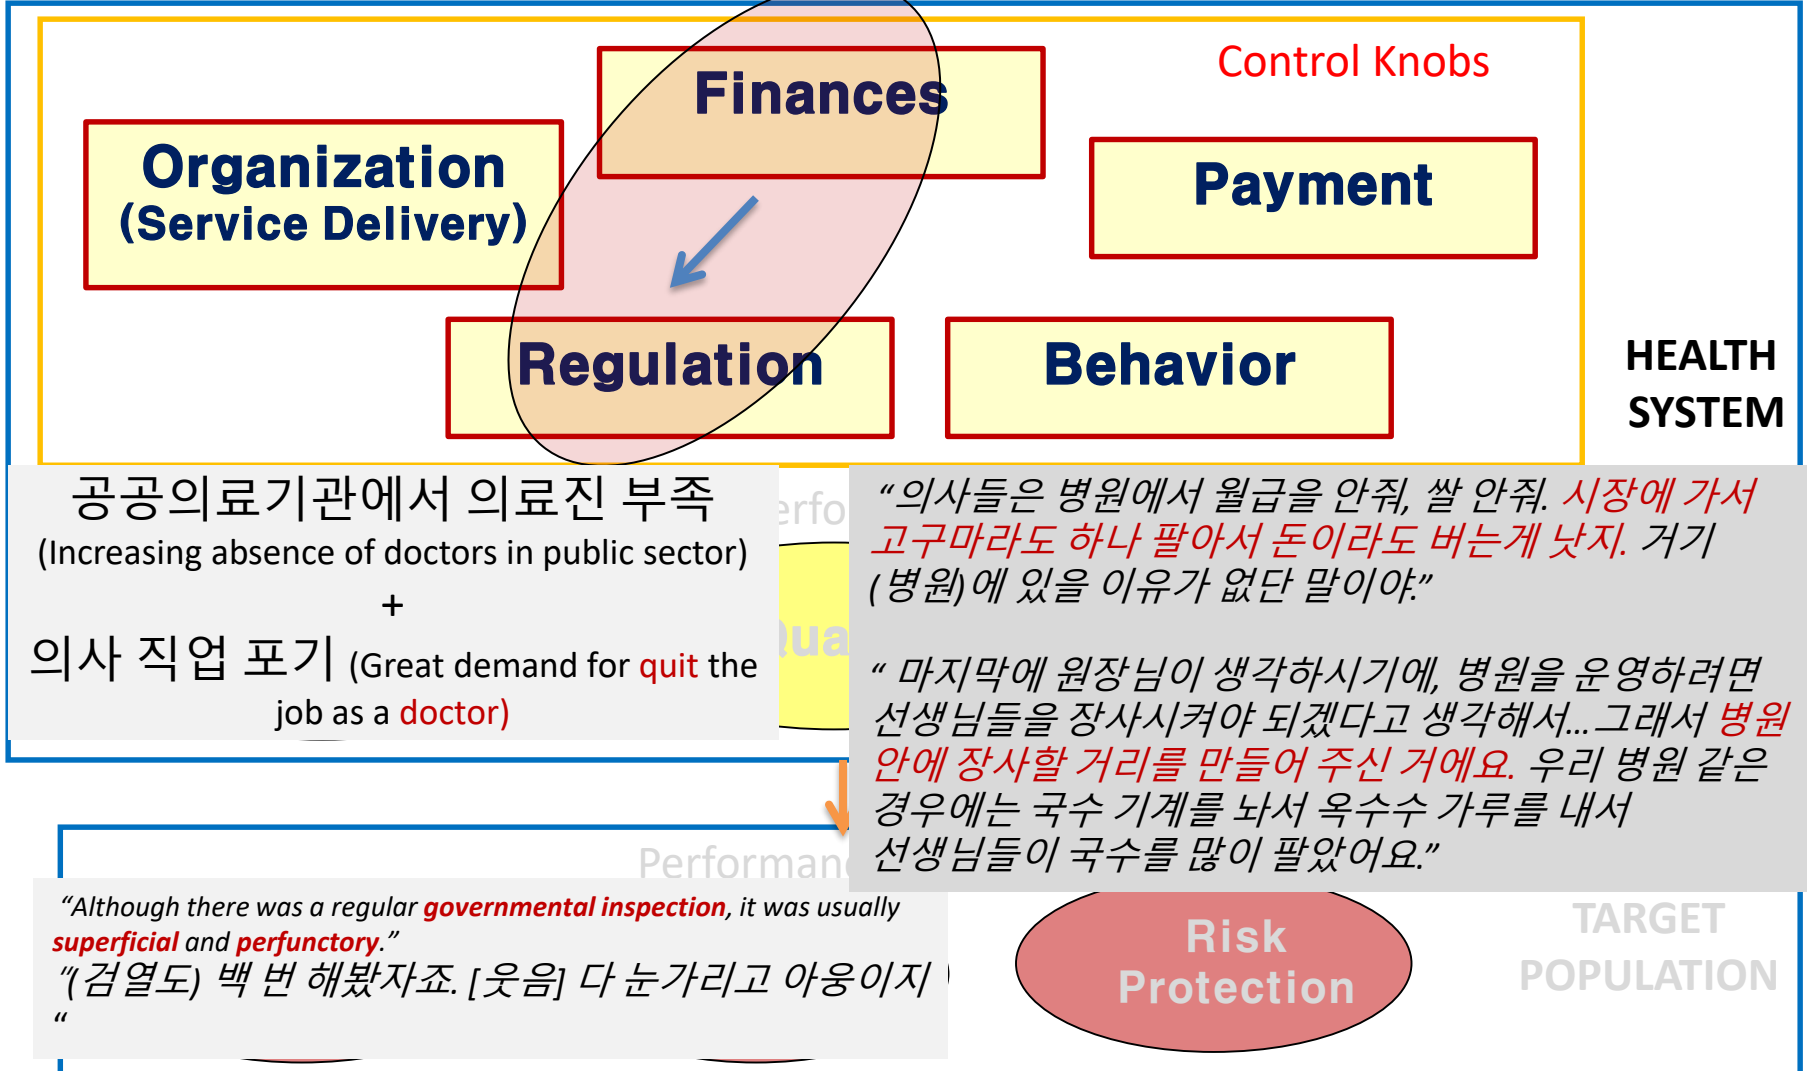 Control Knobs
Finances
Organization
(Service Delivery)
Payment
Regulation
Behavior
HEALTH
SYSTEM
공공의료기관에서 의료진 부족
(Increasing absence of doctors in public sector)
+
의사 직업 포기 (Great demand for quit the
job as a doctor)
“의사들은 병원에서 월급을 안줘, 쌀 안줘. 시장에 가서
고구마라도 하나 팔아서 돈이라도 버는게 낫지. 거기
(병원)에 있을 이유가 없단 말이야.”
“ 마지막에 원장님이 생각하시기에, 병원을 운영하려면
선생님들을 장사시켜야 되겠다고 생각해서...그래서 병원
안에 장사할 거리를 만들어 주신 거에요. 우리 병원 같은
경우에는 국수 기계를 놔서 옥수수 가루를 내서
선생님들이 국수를 많이 팔았어요.”
“Although there was a regular governmental inspection, it was usually
superficial and perfunctory.”
“(검열도) 백 번 해봤자죠. [웃음] 다 눈가리고 아웅이지
“
Risk
Protection
TARGET
POPULATION